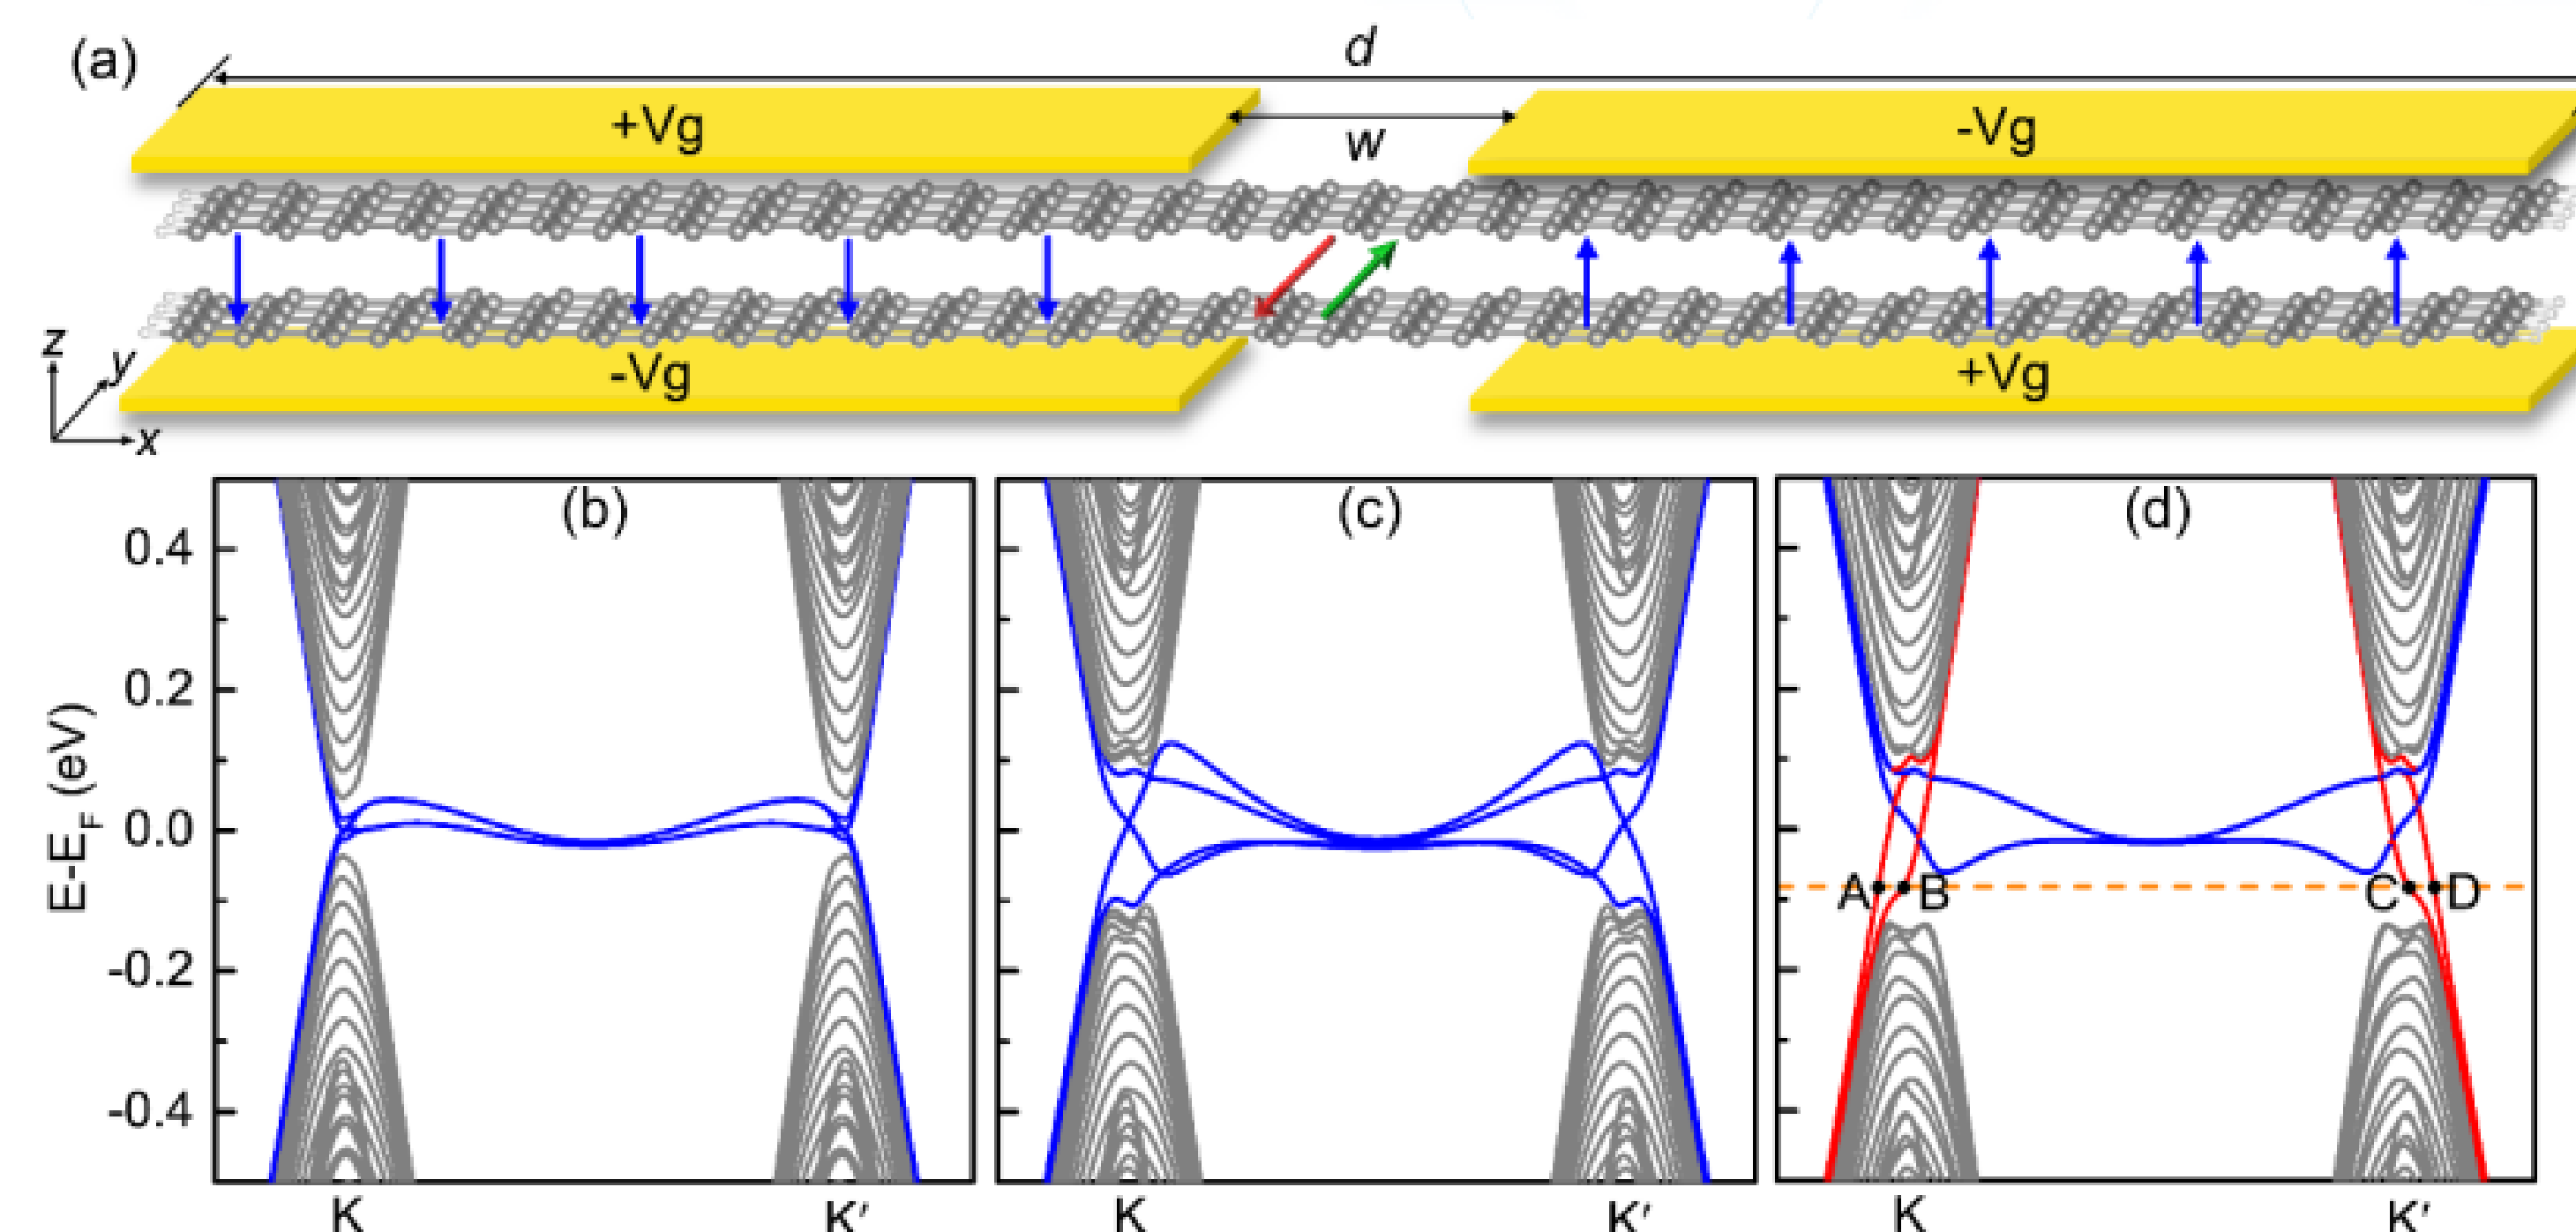 (a)
d
+Vg
-Vg
w
z
y
x
-Vg
+Vg
(b)
(c)
(d)
0.4
0.2
0.0
-0.2
-0.4
E-E_F (eV)
A B C D
K K′ K K′ K K′